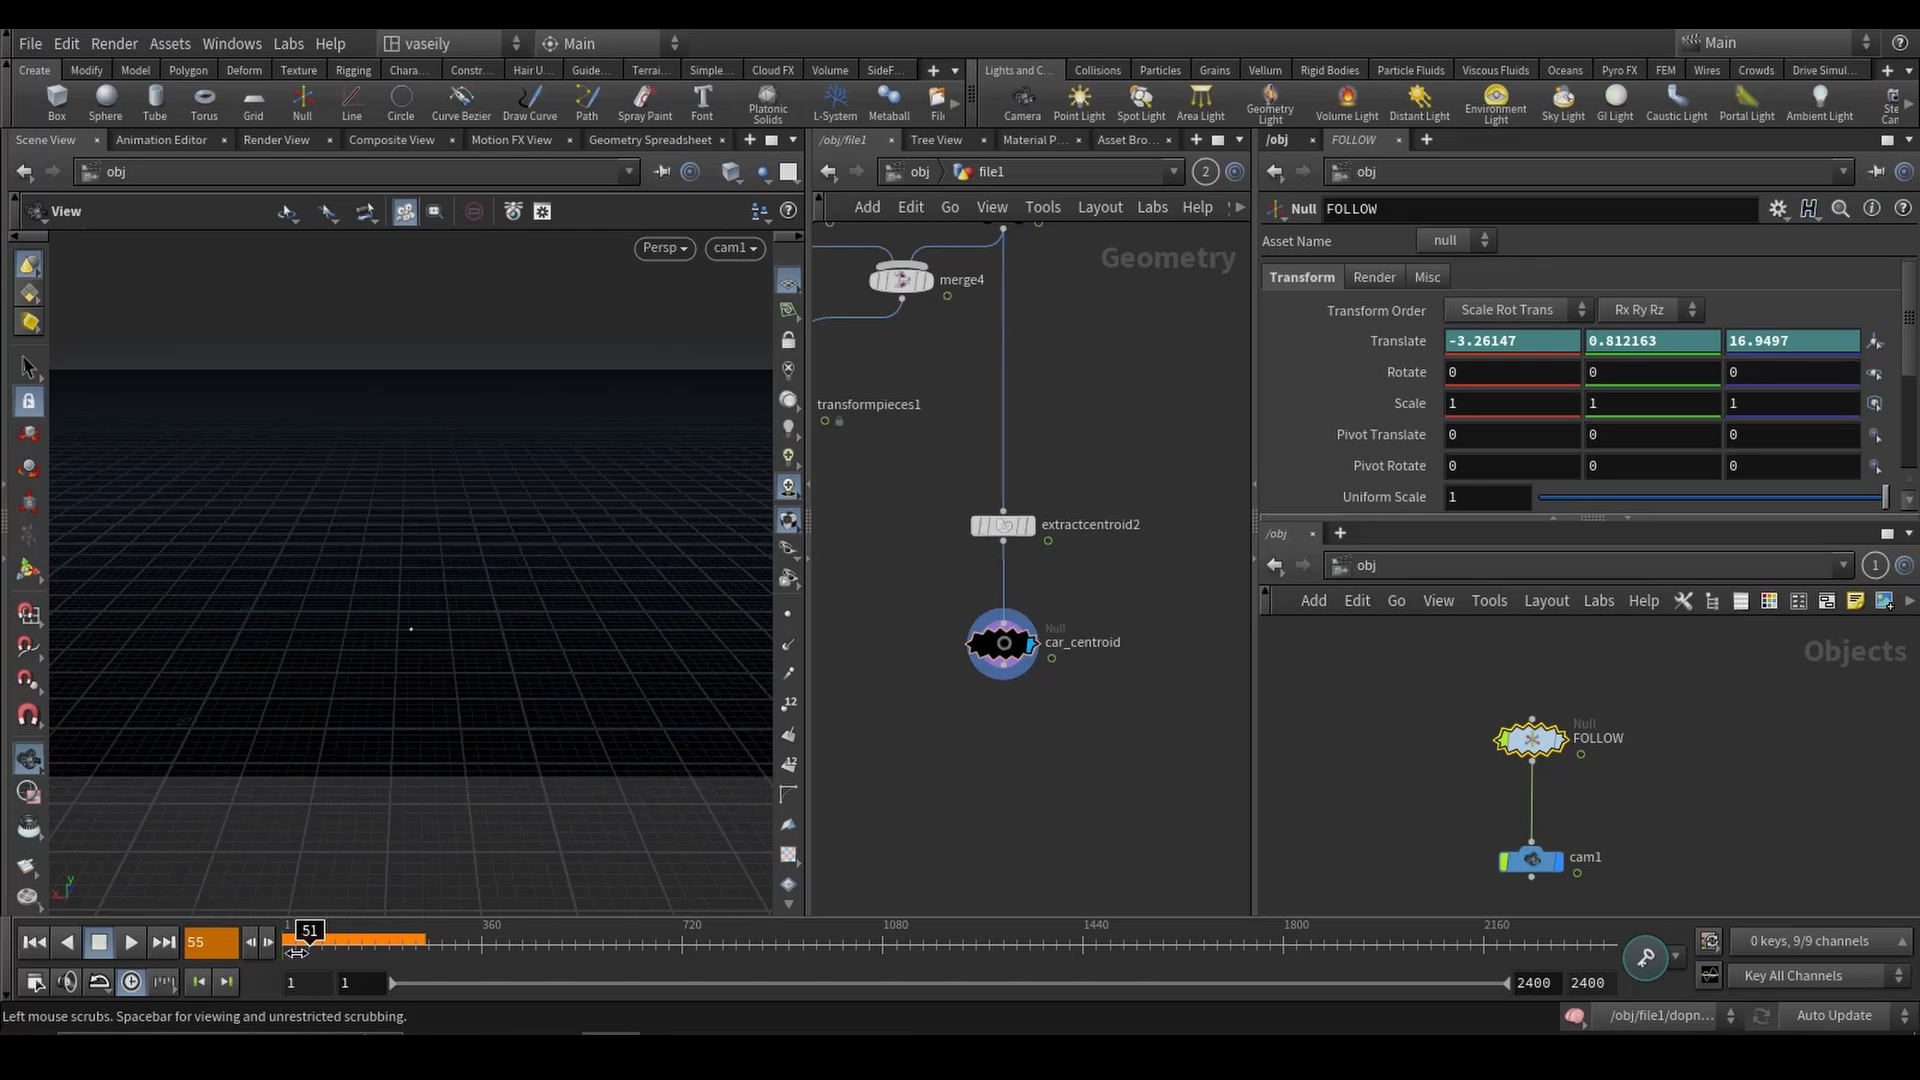 File Edit Render Assets Windows Labs Help vaseily Main Main
Create Modify Model Polygon Deform Texture Rigging Chara... Constr... Hair U... Guide... Terrai... Simple... Cloud FX Volume SideF... Lights and C... Collisions Particles Grains Vellum Rigid Bodies Particle Fluids Viscous Fluids Oceans Pyro FX FEM Wires Crowds Drive Simul...
Box Sphere Tube Torus Grid Null Line Circle Curve Bezier Draw Curve Path Spray Paint Font Platonic Solids L-System Metaball File Camera Point Light Spot Light Area Light Geometry Light Volume Light Distant Light Environment Light Sky Light GI Light Caustic Light Portal Light Ambient Light
Scene View Animation Editor Render View Composite View Motion FX View Geometry Spreadsheet /obj/file1 Tree View Material P... Asset Bro... /obj FOLLOW
obj obj file1 2 obj
View Add Edit Go View Tools Layout Labs Help Null FOLLOW
Persp cam1
Geometry
merge4
transformpieces1
extractcentroid2
Null
car_centroid
Asset Name null
Transform Render Misc
Transform Order Scale Rot Trans Rx Ry Rz
Translate -3.26147 0.812163 16.9497
Rotate 0 0 0
Scale 1 1 1
Pivot Translate 0 0 0
Pivot Rotate 0 0 0
Uniform Scale 1
/obj
obj 1
Add Edit Go View Tools Layout Labs Help
Objects
Null
FOLLOW
cam1
12
12
y
x
55 1 51 360 720 1080 1440 1800 2160 0 keys, 9/9 channels
1 1 2400 2400 Key All Channels
Left mouse scrubs. Spacebar for viewing and unrestricted scrubbing. /obj/file1/dopn... Auto Update